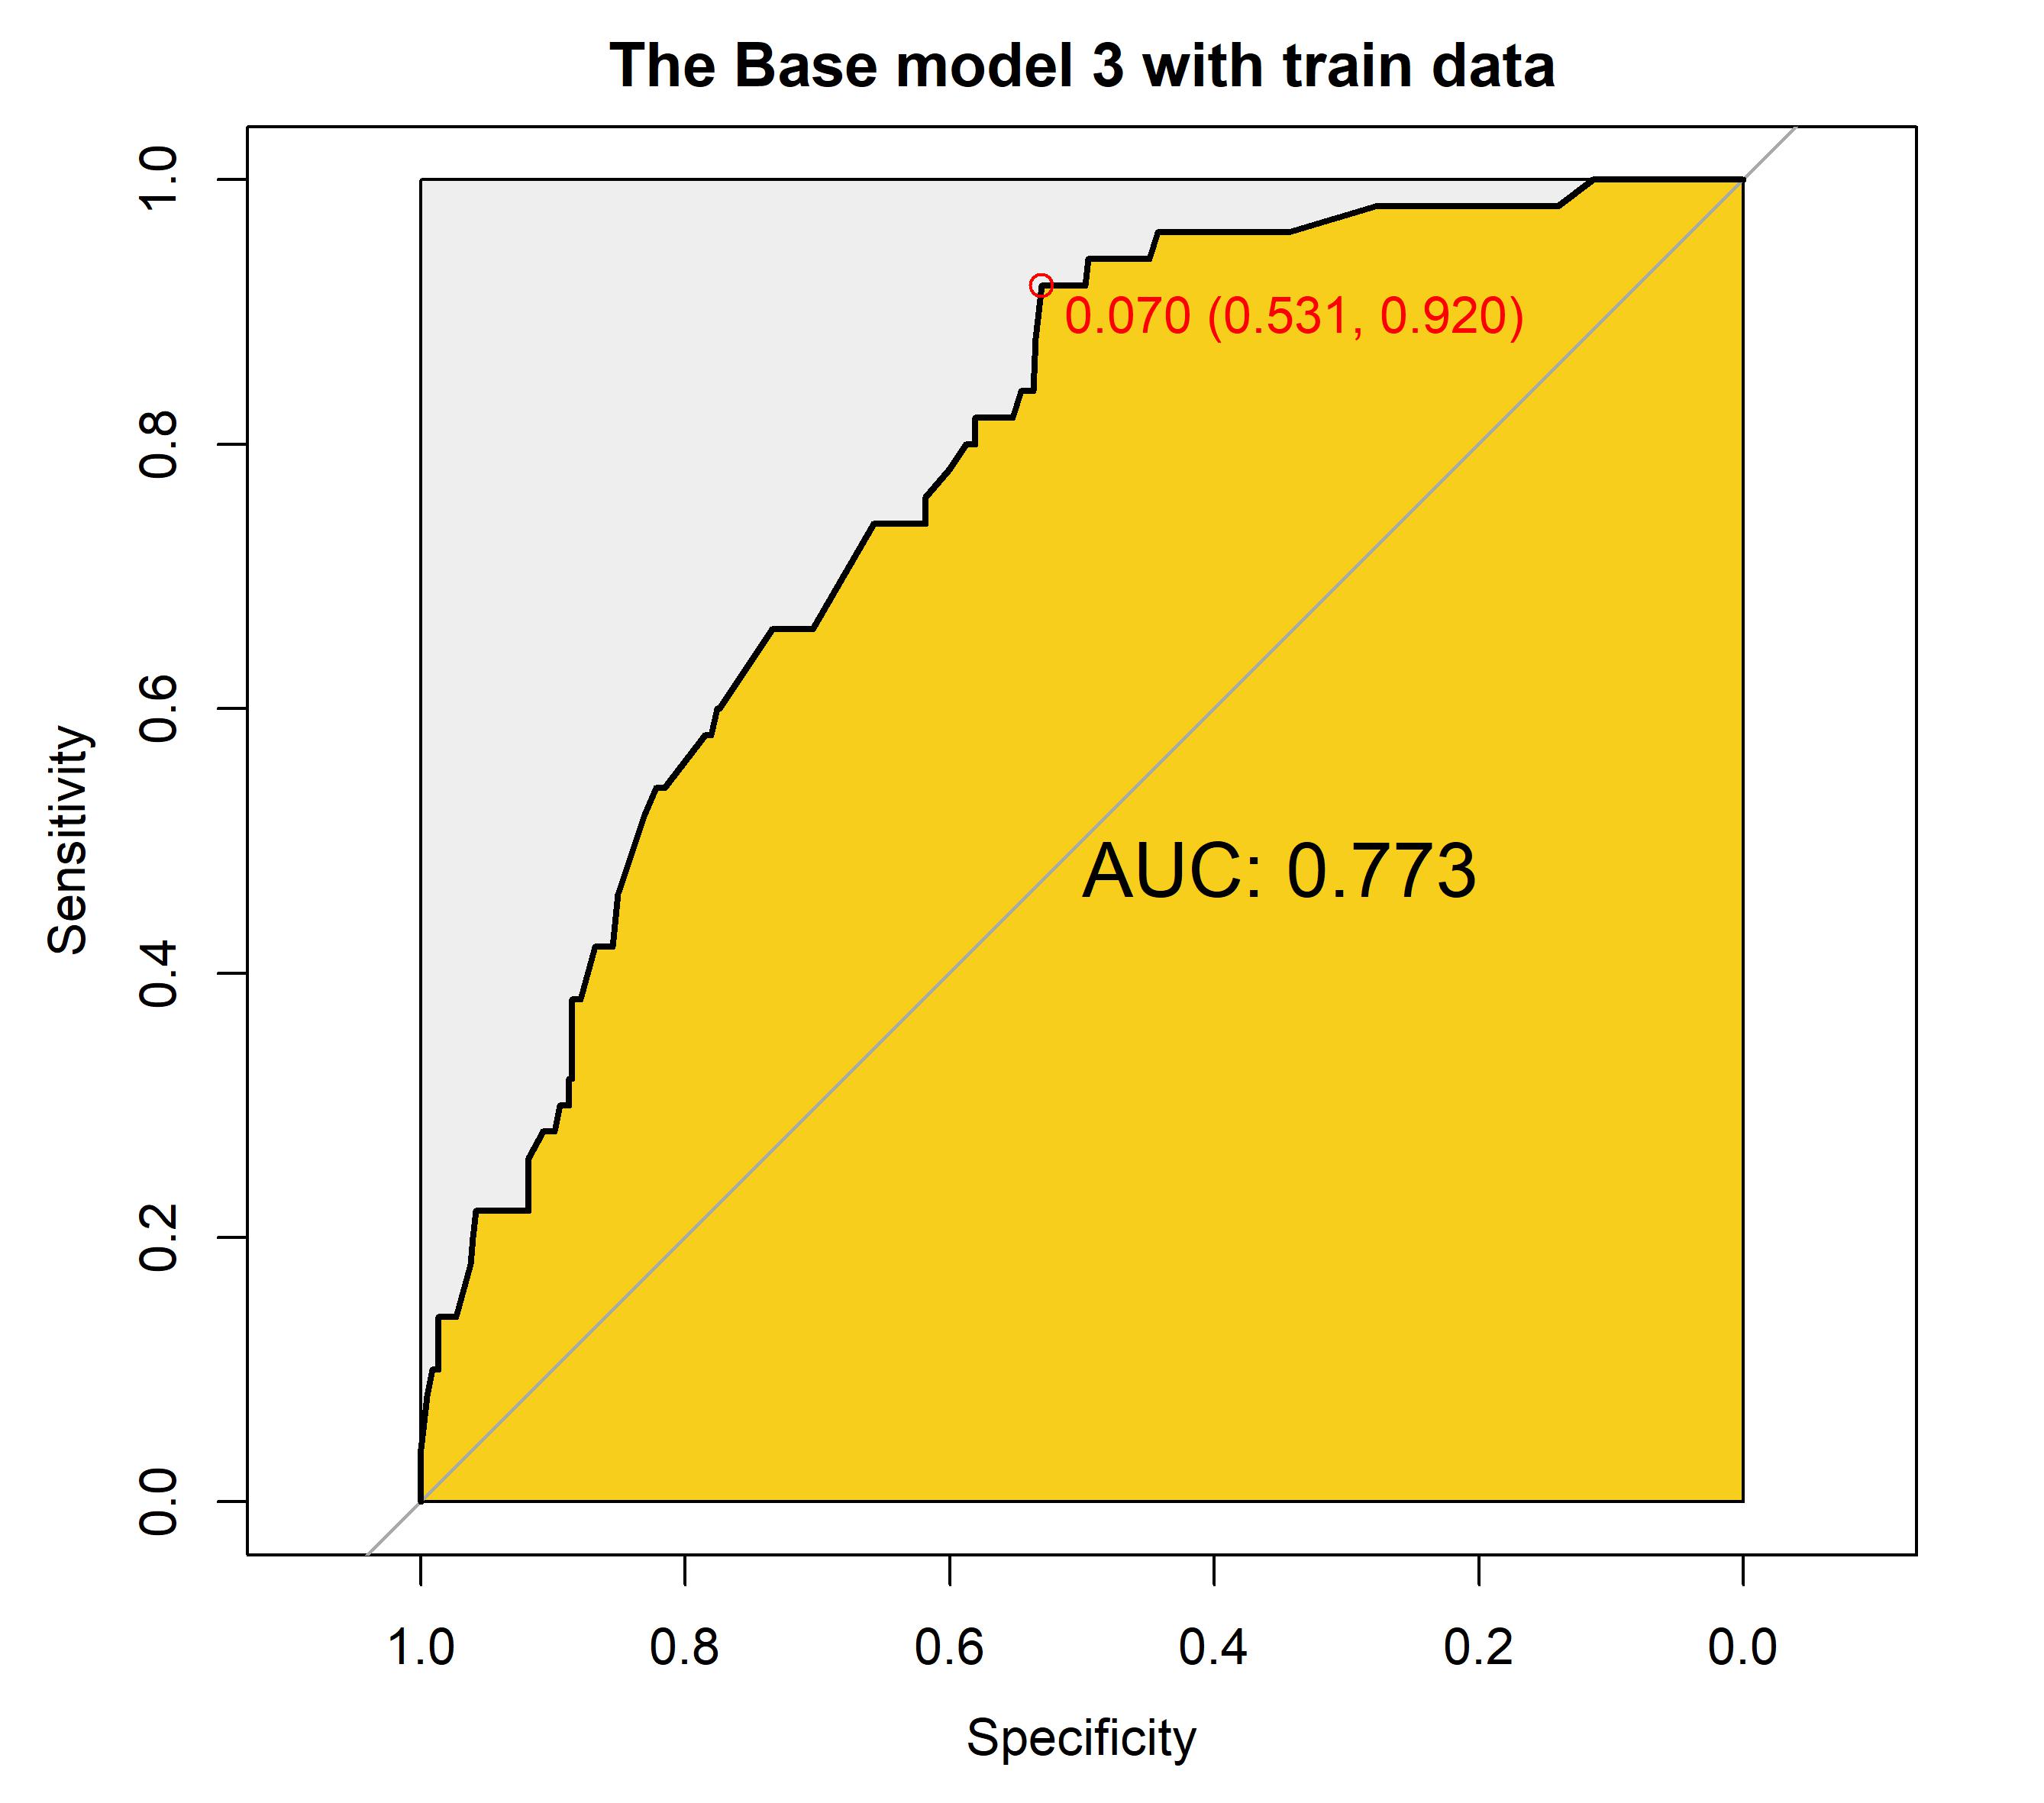 The Base model 3 with train data
1.0
0.8
0.6
0.4
0.2
0.0
Sensitivity
0.070 (0.531, 0.920)
AUC: 0.773
1.0 0.8 0.6 0.4 0.2 0.0
Specificity